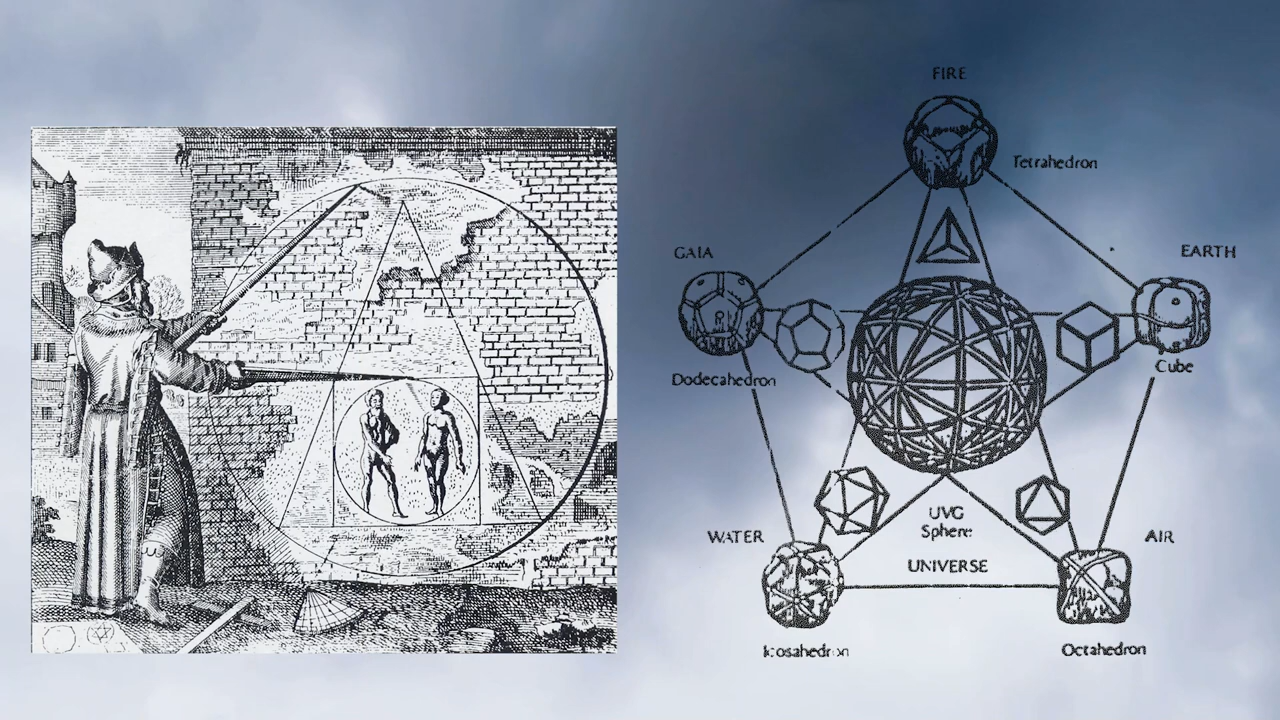 FIRE
Tetrahedron
GAIA
EARTH
Dodecahedron
Cube
WATER
UVG
Sphere
AIR
UNIVERSE
Icosahedron
Octahedron